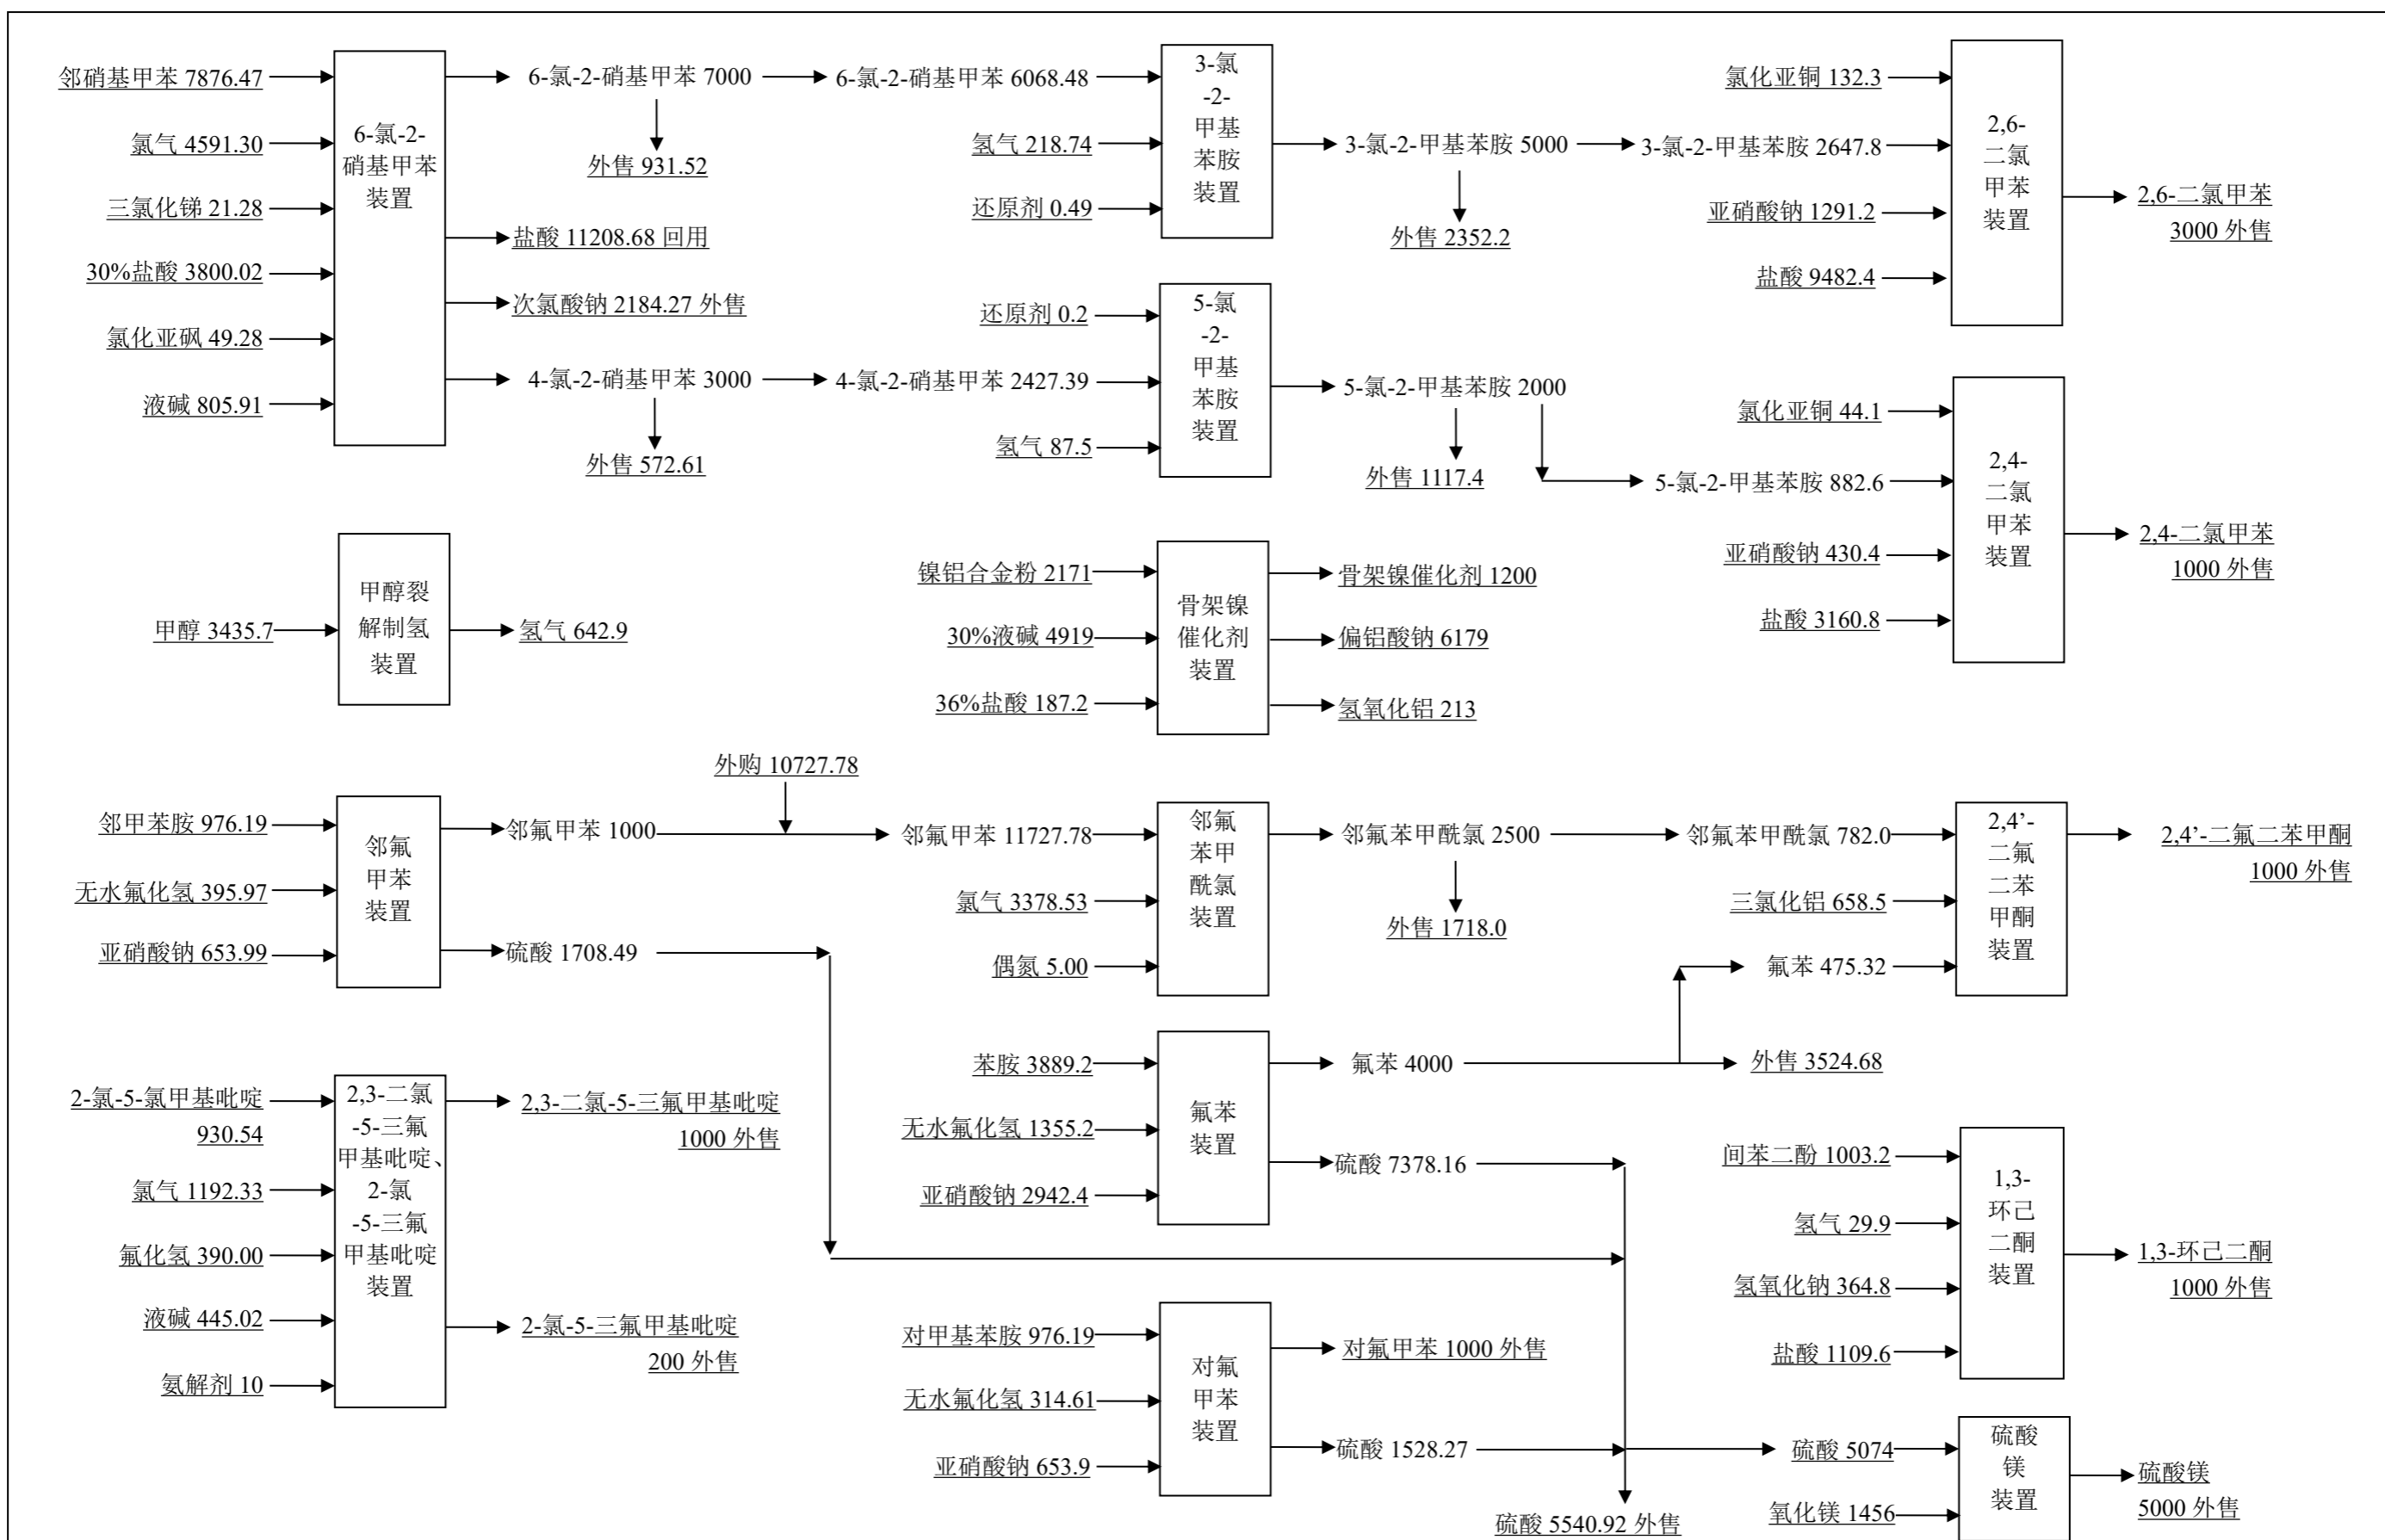 邻硝基甲苯 7876.47
氯气 4591.30
三氯化锑 21.28
30%盐酸 3800.02
氯化亚砜 49.28
液碱 805.91
6-氯-2-
硝基甲苯
装置
6-氯-2-硝基甲苯 7000
外售 931.52
盐酸 11208.68 回用
次氯酸钠 2184.27 外售
4-氯-2-硝基甲苯 3000
外售 572.61
6-氯-2-硝基甲苯 6068.48
氢气 218.74
还原剂 0.49
3-氯
-2-
甲基
苯胺
装置
3-氯-2-甲基苯胺 5000
外售 2352.2
氯化亚铜 132.3
3-氯-2-甲基苯胺 2647.8
亚硝酸钠 1291.2
盐酸 9482.4
2,6-
二氯
甲苯
装置
2,6-二氯甲苯
3000 外售
还原剂 0.2
4-氯-2-硝基甲苯 2427.39
氢气 87.5
5-氯
-2-
甲基
苯胺
装置
5-氯-2-甲基苯胺 2000
外售 1117.4
氯化亚铜 44.1
5-氯-2-甲基苯胺 882.6
亚硝酸钠 430.4
盐酸 3160.8
2,4-
二氯
甲苯
装置
2,4-二氯甲苯
1000 外售
甲醇 3435.7
甲醇裂
解制氢
装置
氢气 642.9
镍铝合金粉 2171
30%液碱 4919
36%盐酸 187.2
骨架镍
催化剂
装置
骨架镍催化剂 1200
偏铝酸钠 6179
氢氧化铝 213
邻甲苯胺 976.19
无水氟化氢 395.97
亚硝酸钠 653.99
邻氟
甲苯
装置
邻氟甲苯 1000
硫酸 1708.49
外购 10727.78
邻氟甲苯 11727.78
氯气 3378.53
偶氮 5.00
邻氟
苯甲
酰氯
装置
邻氟苯甲酰氯 2500
外售 1718.0
邻氟苯甲酰氯 782.0
三氯化铝 658.5
氟苯 475.32
2,4’-
二氟
二苯
甲酮
装置
2,4’-二氟二苯甲酮
1000 外售
苯胺 3889.2
无水氟化氢 1355.2
亚硝酸钠 2942.4
氟苯
装置
氟苯 4000
外售 3524.68
硫酸 7378.16
2-氯-5-氯甲基吡啶
930.54
氯气 1192.33
氟化氢 390.00
液碱 445.02
氨解剂 10
2,3-二氯
-5-三氟
甲基吡啶、
2-氯
-5-三氟
甲基吡啶
装置
2,3-二氯-5-三氟甲基吡啶
1000 外售
2-氯-5-三氟甲基吡啶
200 外售
间苯二酚 1003.2
氢气 29.9
氢氧化钠 364.8
盐酸 1109.6
1,3-
环己
二酮
装置
1,3-环己二酮
1000 外售
对甲基苯胺 976.19
无水氟化氢 314.61
亚硝酸钠 653.9
对氟
甲苯
装置
对氟甲苯 1000 外售
硫酸 1528.27
硫酸 5540.92 外售
硫酸 5074
氧化镁 1456
硫酸
镁
装置
硫酸镁
5000 外售